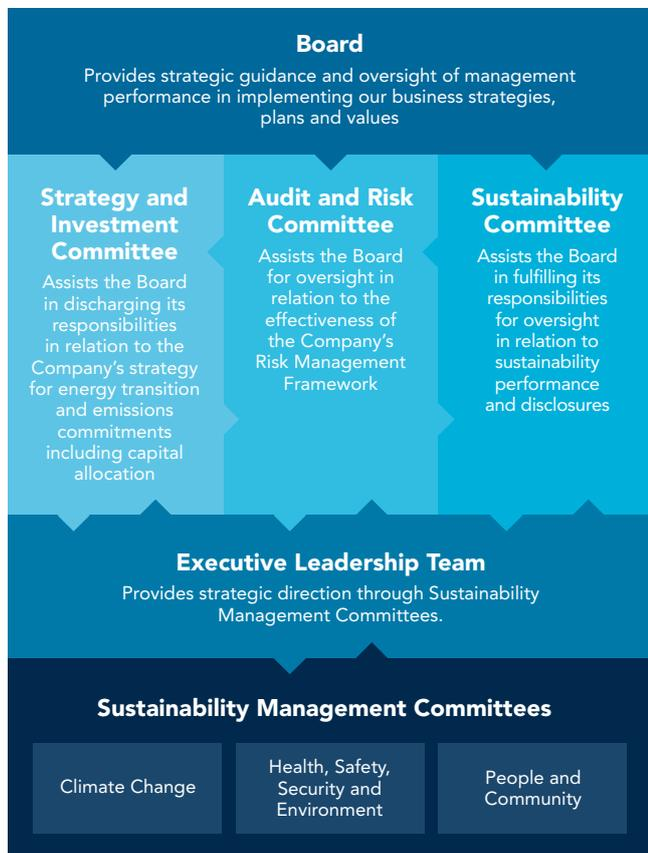 Board
Provides strategic guidance and oversight of management
performance in implementing our business strategies,
plans and values
Strategy and
Investment
Committee
Assists the Board
in discharging its
responsibilities
in relation to the
Company’s strategy
for energy transition
and emissions
commitments
including capital
allocation
Audit and Risk
Committee
Assists the Board
for oversight in
relation to the
effectiveness of
the Company’s
Risk Management
Framework
Sustainability
Committee
Assists the Board
in fulfilling its
responsibilities
for oversight
in relation to
sustainability
performance
and disclosures
Executive Leadership Team
Provides strategic direction through Sustainability
Management Committees.
Sustainability Management Committees
Climate Change
Health, Safety,
Security and
Environment
People and
Community